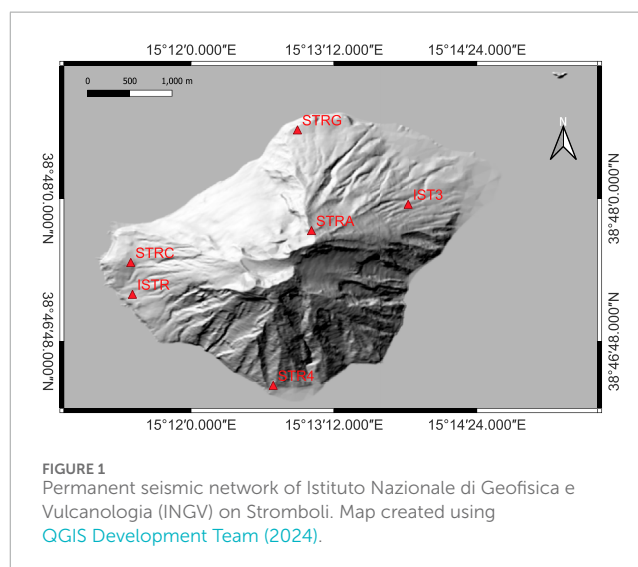 15°12′0.000″E 15°13′12.000″E 15°14′24.000″E
0 500 1,000 m
N
STRG
38°48′0.000″N 38°48′0.000″N
IST3
STRA
STRC
ISTR
38°46′48.000″N 38°46′48.000″N
STR4
15°12′0.000″E 15°13′12.000″E 15°14′24.000″E
FIGURE 1
Permanent seismic network of Istituto Nazionale di Geofisica e
Vulcanologia (INGV) on Stromboli. Map created using
QGIS Development Team (2024).